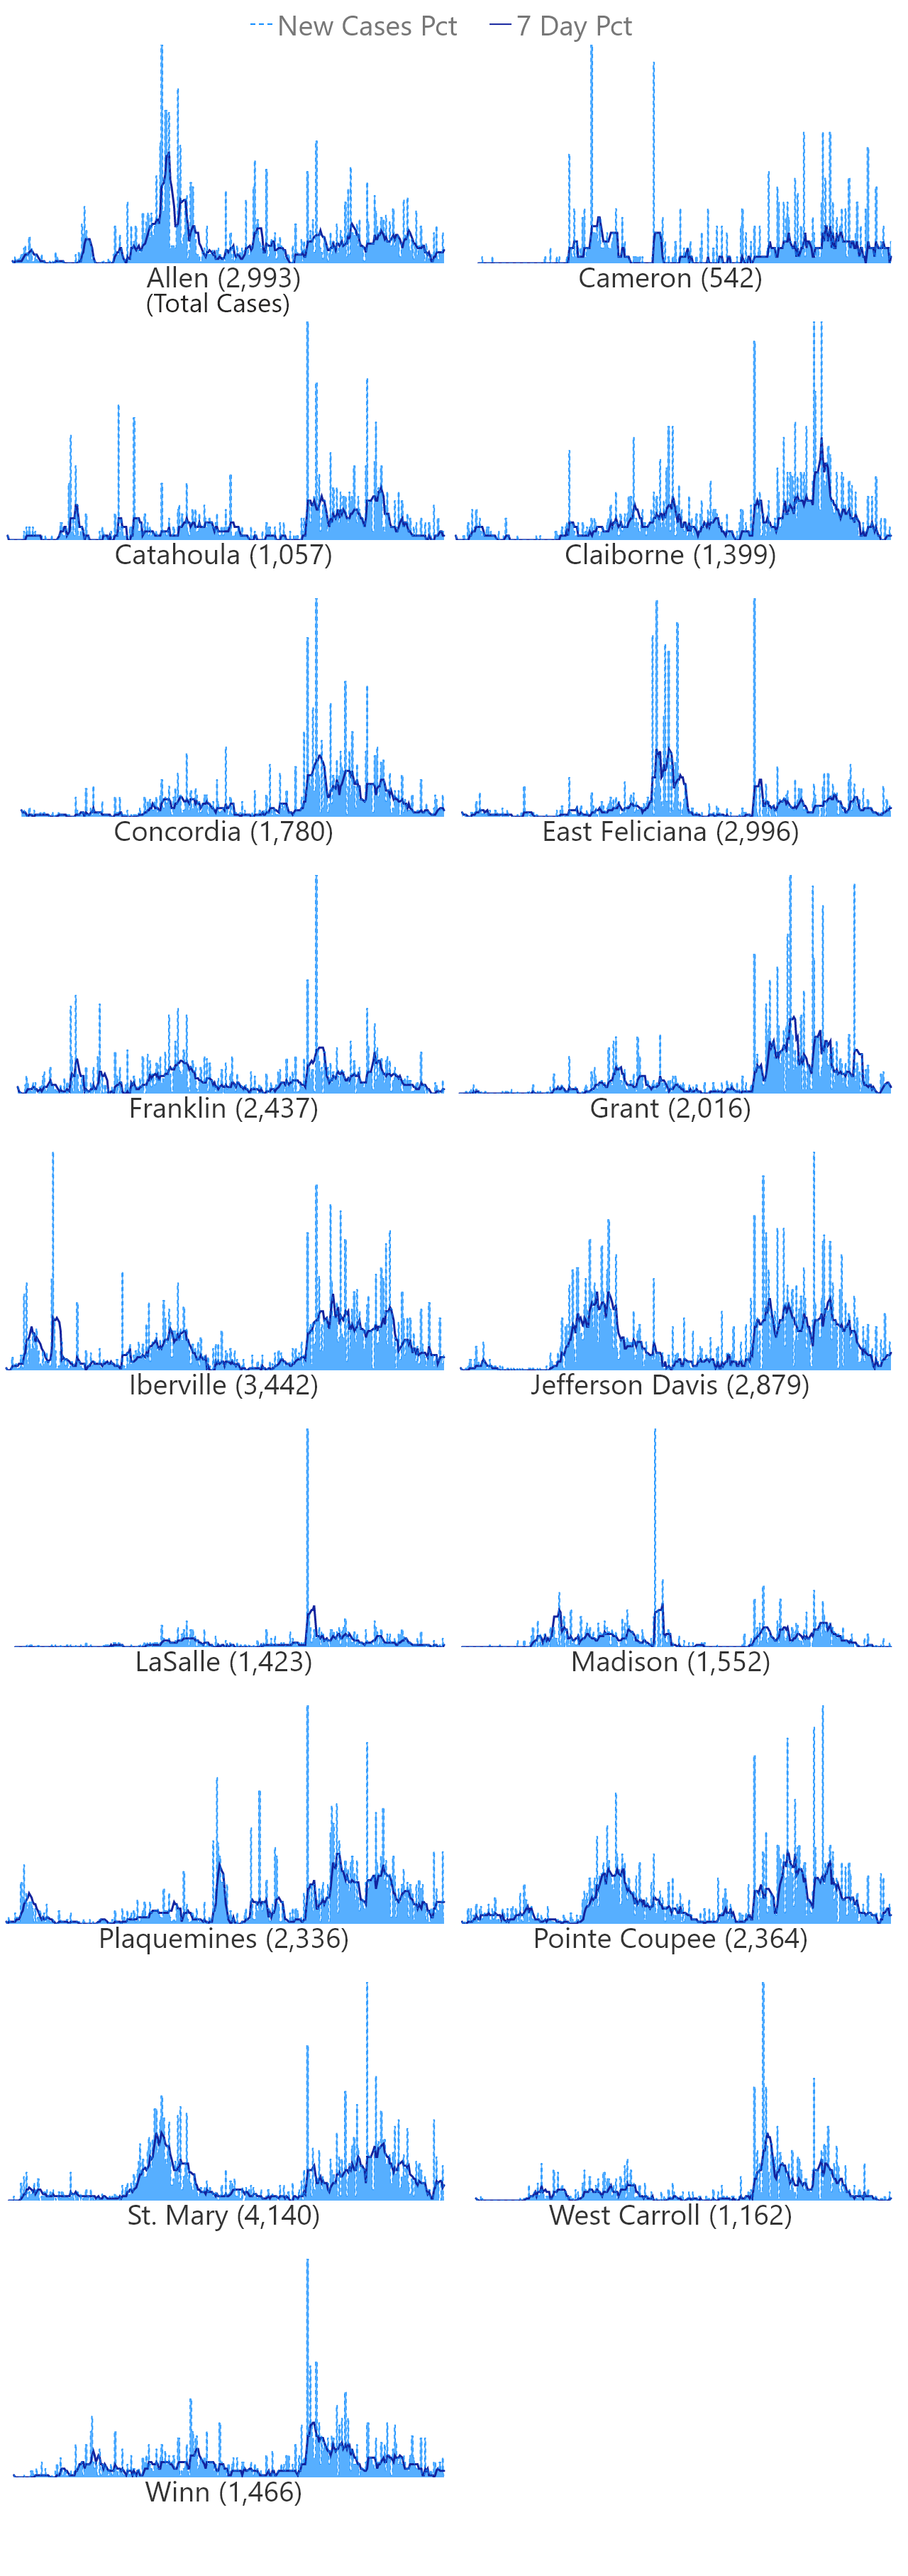 New Cases Pct 7 Day Pct
Allen (2,993) Cameron (542)
(Total Cases)
Catahoula (1,057) Claiborne (1,399)
Concordia (1,780) East Feliciana (2,996)
Franklin (2,437) Grant (2,016)
Iberville (3,442) Jefferson Davis (2,879)
LaSalle (1,423) Madison (1,552)
Plaquemines (2,336) Pointe Coupee (2,364)
St. Mary (4,140) West Carroll (1,162)
Winn (1,466)